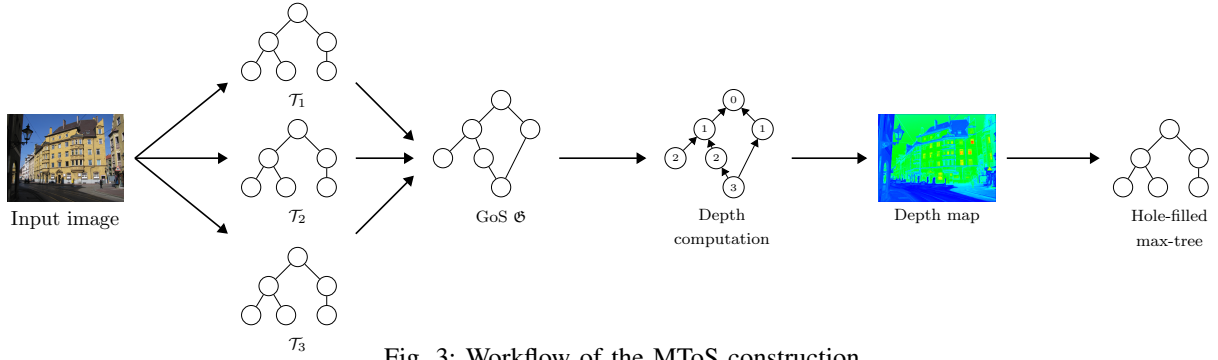 𝒯₁
0
1
1
2
2
3
Input image
𝒯₂
GoS 𝔊
Depth
computation
Depth map
Hole-filled
max-tree
𝒯₃
Fig. 3: Workflow of the MToS construction